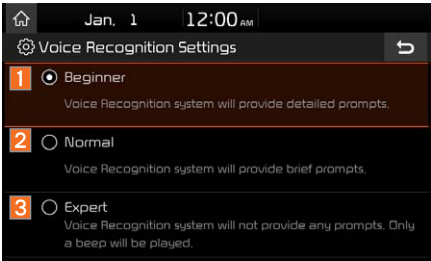 Jan. 1 12:00 AM
Voice Recognition Settings
1 Beginner
Voice Recognition system will provide detailed prompts.
2 Normal
Voice Recognition system will provide brief prompts.
3 Expert
Voice Recognition system will not provide any prompts. Only
a beep will be played.